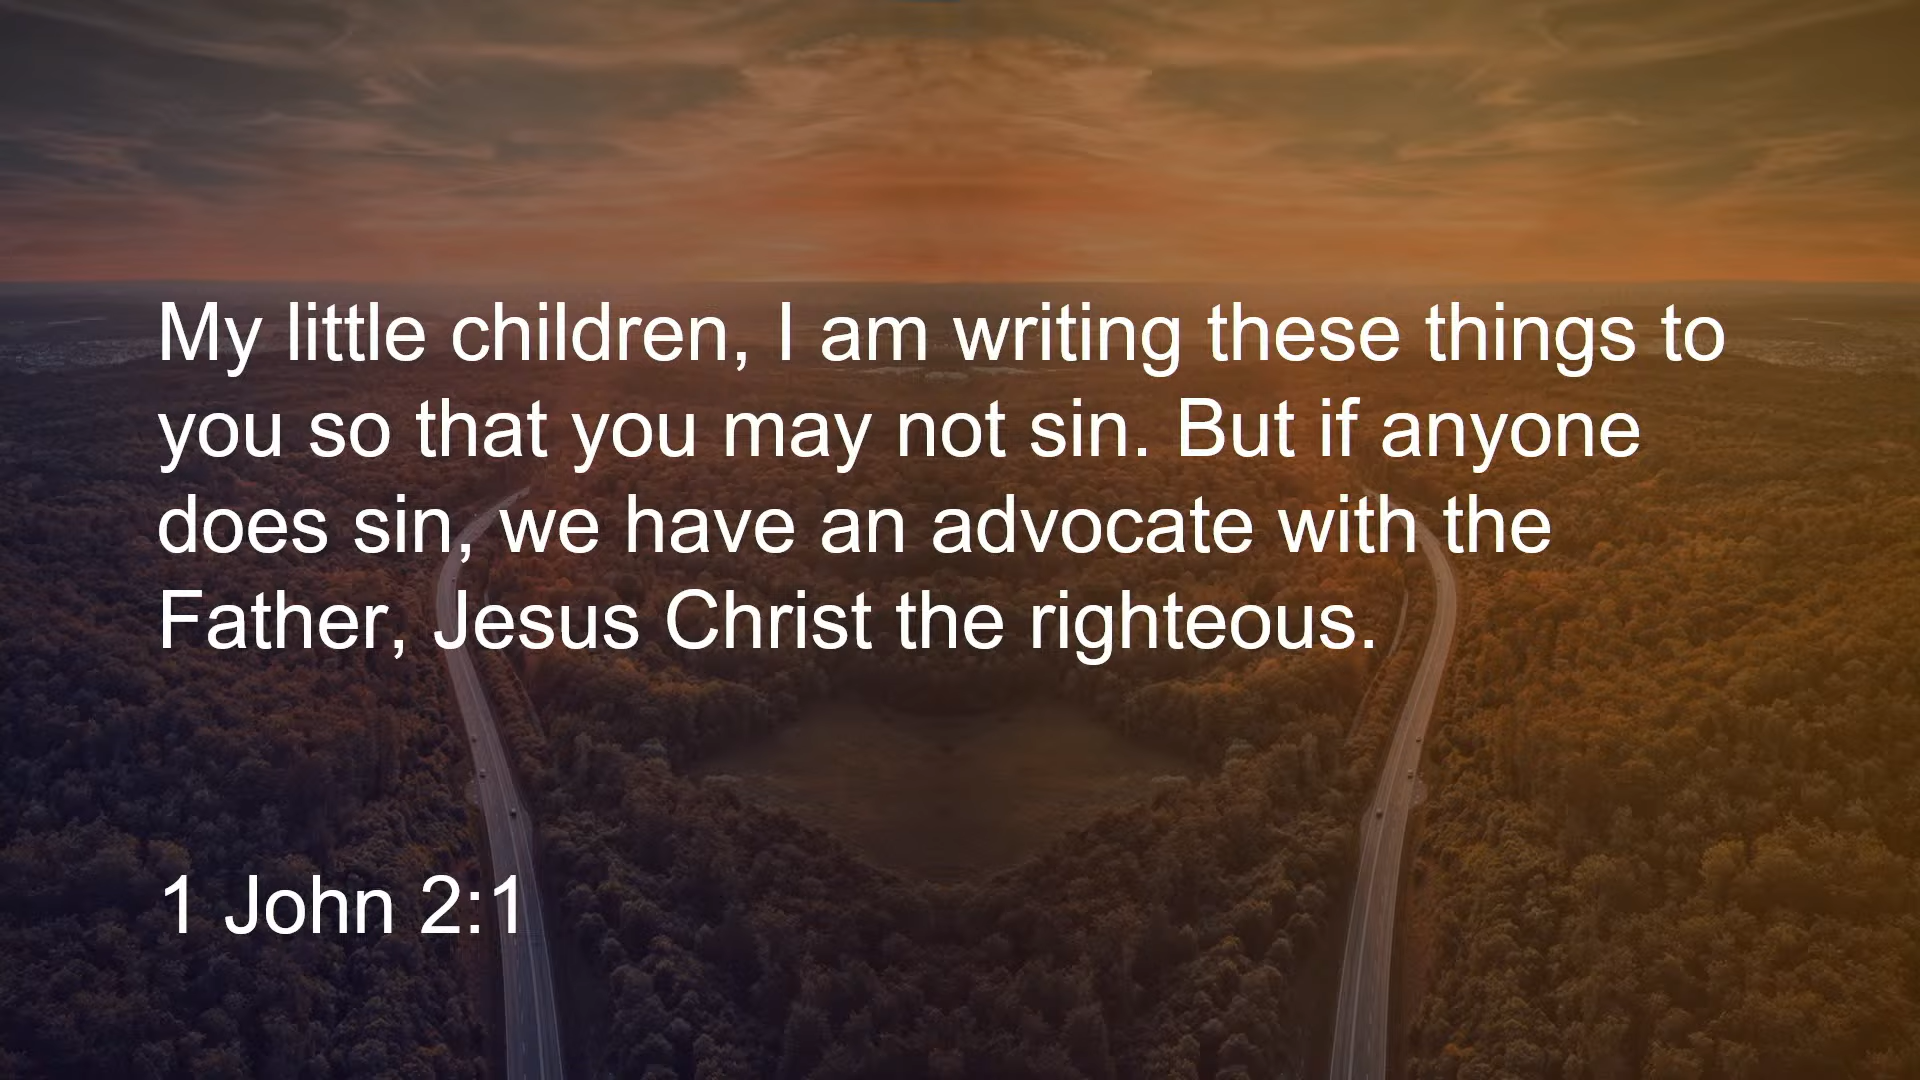 My little children, I am writing these things to
you so that you may not sin. But if anyone
does sin, we have an advocate with the
Father, Jesus Christ the righteous.
1 John 2:1